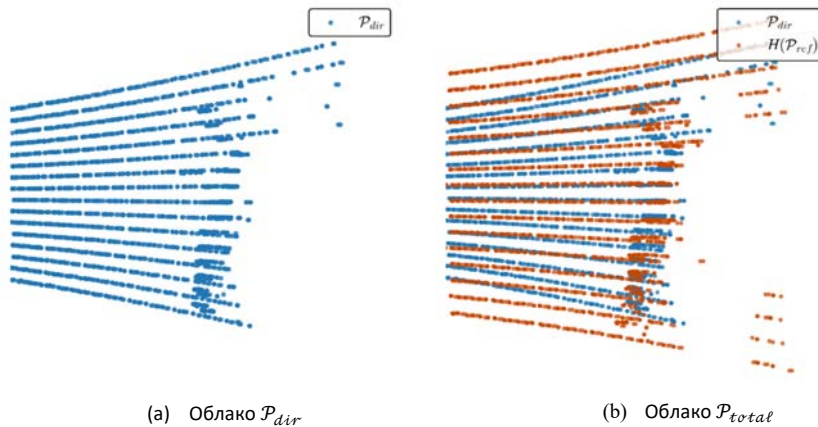 𝒫_dir
𝒫_dir
H(𝒫_ref)
(a) Облако 𝒫_dir
(b) Облако 𝒫_total